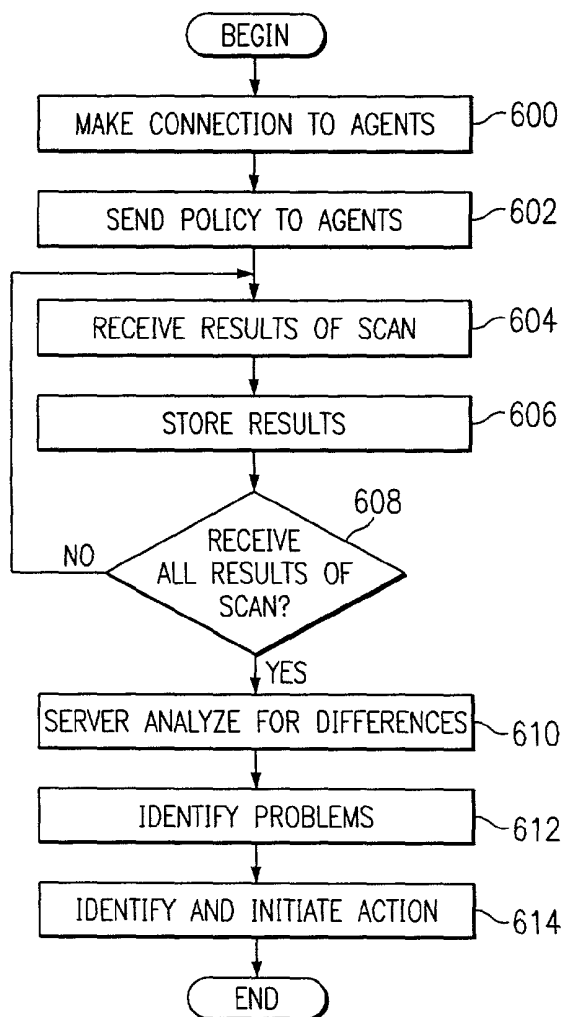 BEGIN
MAKE CONNECTION TO AGENTS
600
SEND POLICY TO AGENTS
602
RECEIVE RESULTS OF SCAN
604
STORE RESULTS
606
608
RECEIVE
ALL RESULTS OF
SCAN?
NO
YES
SERVER ANALYZE FOR DIFFERENCES
610
IDENTIFY PROBLEMS
612
IDENTIFY AND INITIATE ACTION
614
END